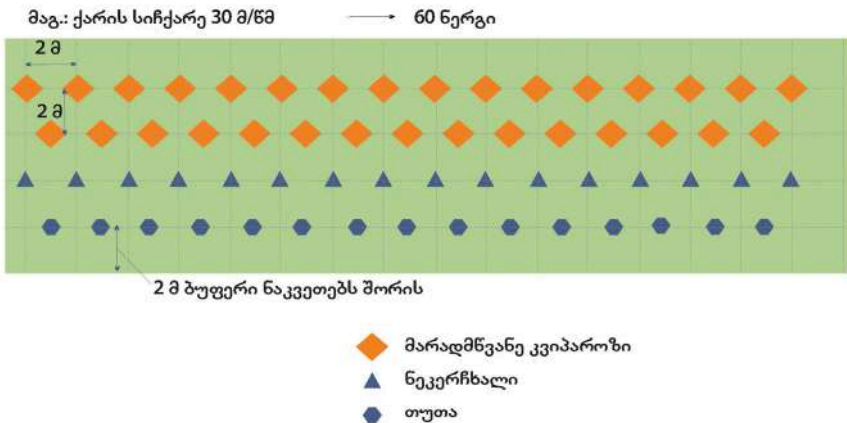 მაგ.: ქარის სიჩქარე 30 მ/წმ → 60 ნერგი
2 მ
2 მ
2 მ ბუფერი ნაკვეთებს შორის
მარადმწვანე კვიპაროზი
ნეკერჩხალი
თუთა